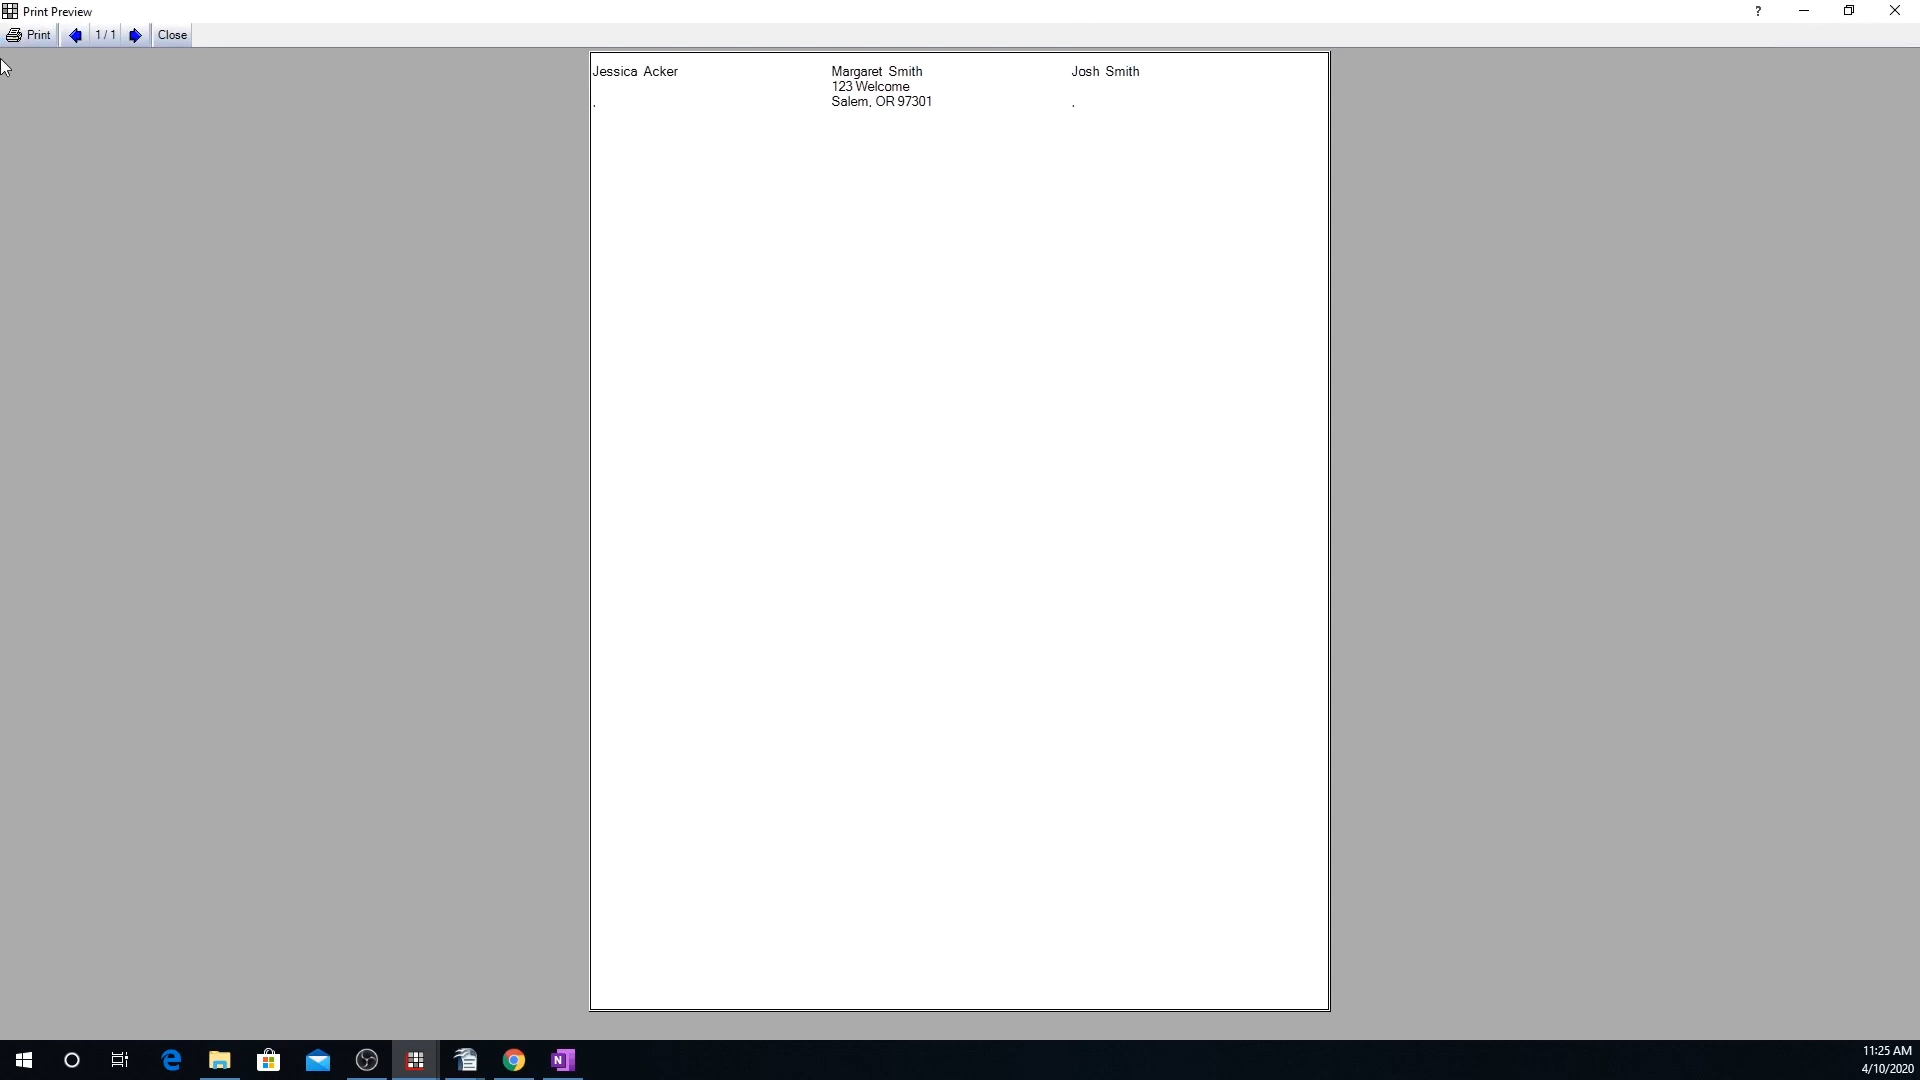 Print Preview
?
Print
1 / 1
Close
Jessica Acker
,
Margaret Smith
123 Welcome
Salem, OR 97301
Josh Smith
,
N
11:25 AM
4/10/2020